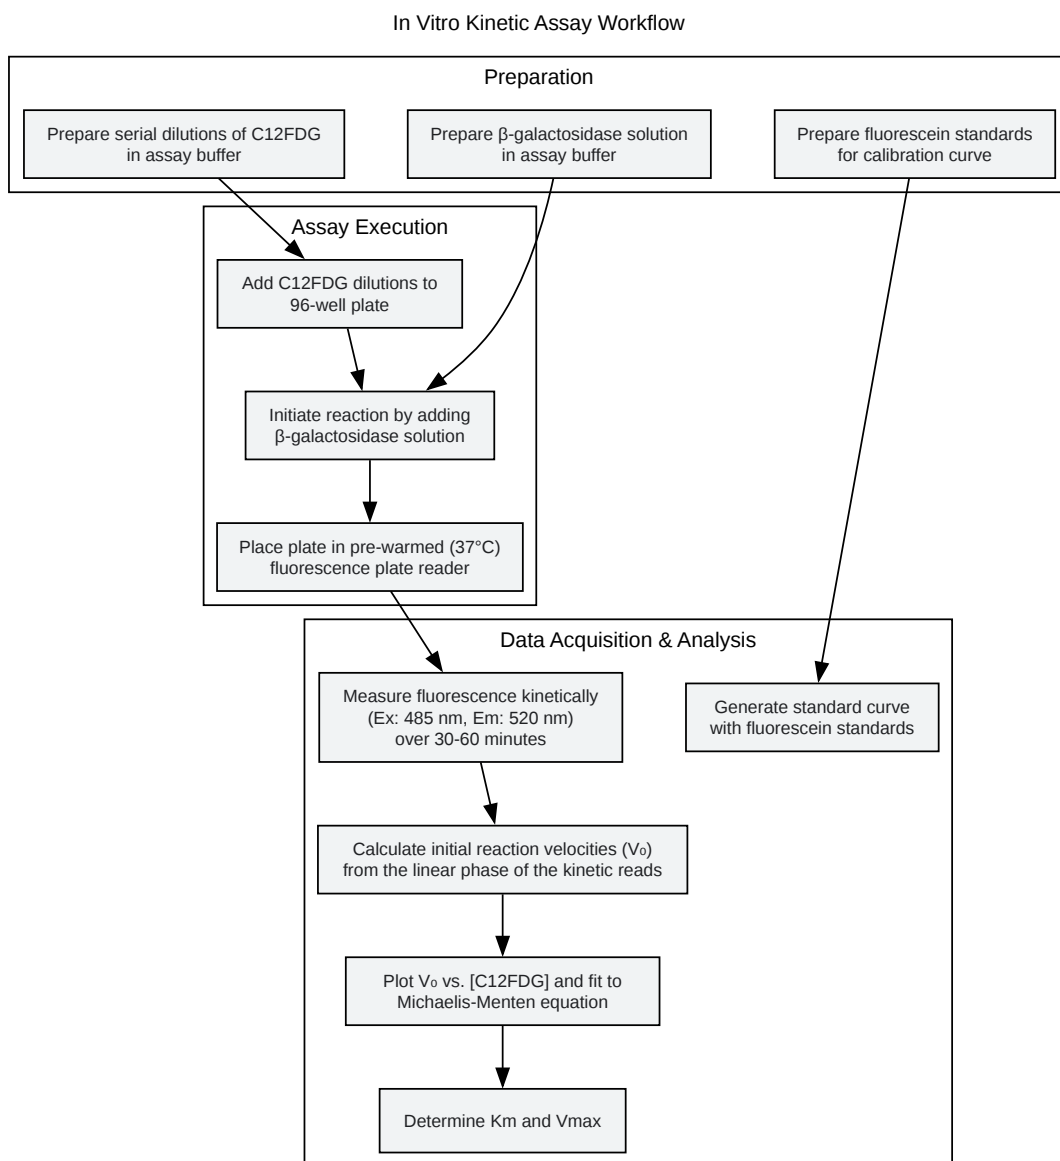 In Vitro Kinetic Assay Workflow
Preparation
Prepare serial dilutions of C12FDG
in assay buffer
Prepare β-galactosidase solution
in assay buffer
Prepare fluorescein standards
for calibration curve
Assay Execution
Add C12FDG dilutions to
96-well plate
Initiate reaction by adding
β-galactosidase solution
Place plate in pre-warmed (37°C)
fluorescence plate reader
Data Acquisition & Analysis
Measure fluorescence kinetically
(Ex: 485 nm, Em: 520 nm)
over 30-60 minutes
Generate standard curve
with fluorescein standards
Calculate initial reaction velocities (V₀)
from the linear phase of the kinetic reads
Plot V₀ vs. [C12FDG] and fit to
Michaelis-Menten equation
Determine Km and Vmax